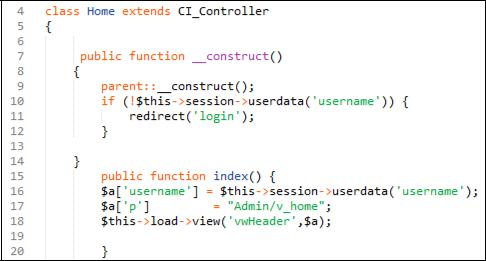 4 class Home extends CI_Controller
5 {
6
7 public function __construct()
8 {
9 parent::__construct();
10 if (!$this->session->userdata('username')) {
11 redirect('login');
12 }
13
14 }
15 public function index() {
16 $a['username'] = $this->session->userdata('username');
17 $a['p'] = "Admin/v_home";
18 $this->load->view('vwHeader',$a);
19
20 }